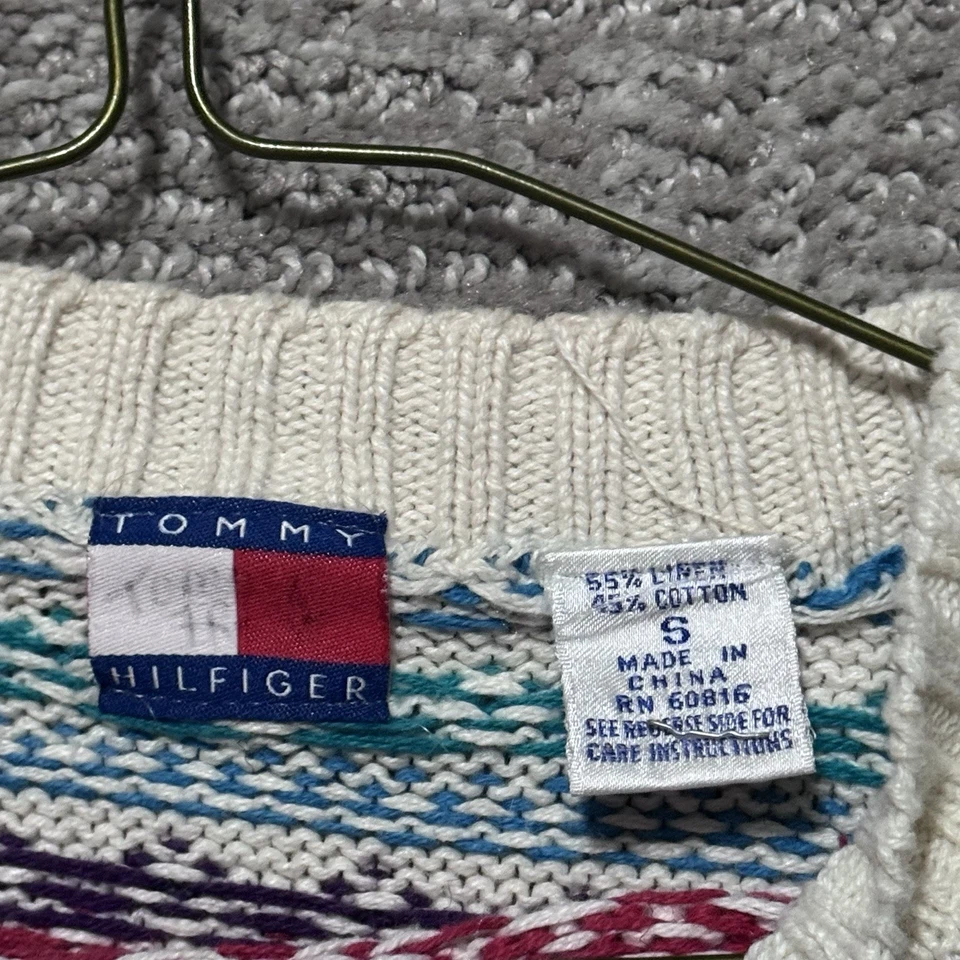 TOMMY
HILFIGER
55% LINEN
45% COTTON
S
MADE IN
CHINA
RN 60816
SEE REVERSE SIDE FOR
CARE INSTRUCTIONS